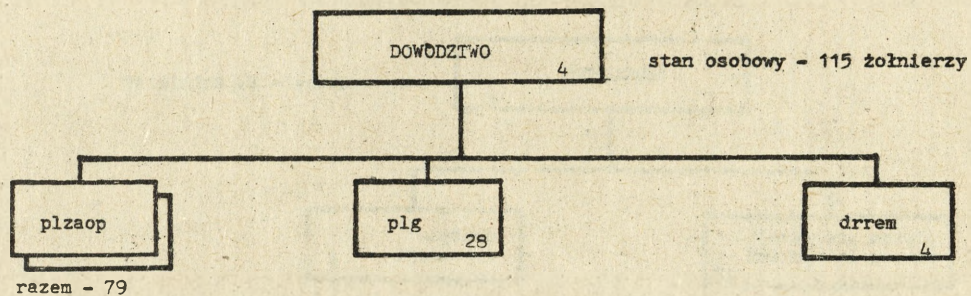 DOWÓDZTWO
4
stan osobowy - 115 żołnierzy
plzaop
plg
28
drrem
4
razem - 79